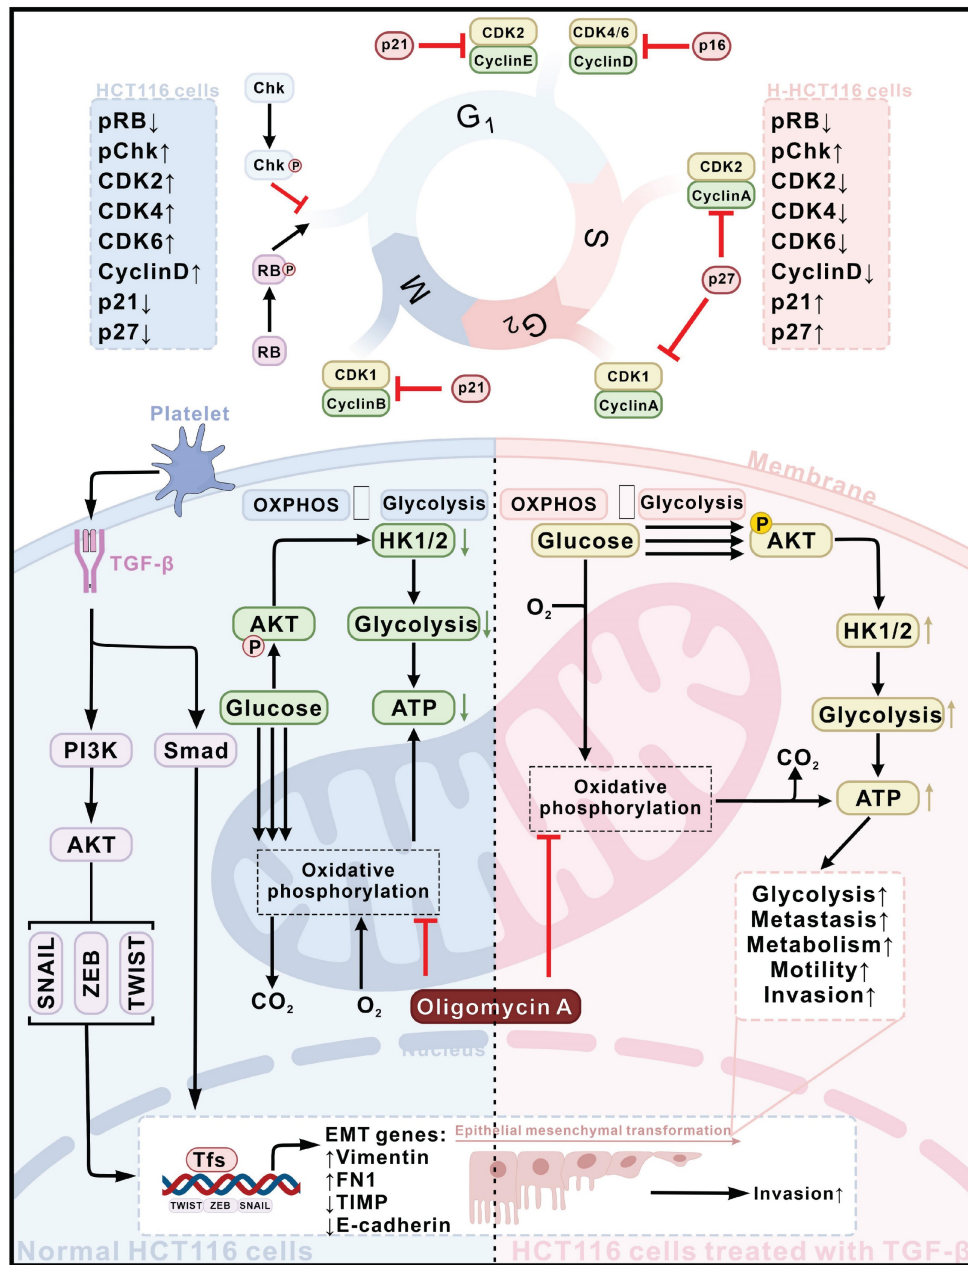 p21
CDK2
CyclinE
CDK4/6
CyclinD
p16
HCT116 cells
pRB↓
pChk↑
CDK2↑
CDK4↑
CDK6↑
CyclinD↑
p21↓
p27↓
Chk
Chk P
RB P
RB
G1
S
G2
M
CDK2
CyclinA
p27
CDK1
CyclinA
CDK1
CyclinB
p21
H-HCT116 cells
pRB↓
pChk↑
CDK2↓
CDK4↓
CDK6↓
CyclinD↓
p21↑
p27↑
Platelet
TGF-β
Membrane
OXPHOS
Glycolysis
HK1/2 ↓
AKT
P
Glycolysis ↓
Glucose
ATP ↓
PI3K
Smad
AKT
SNAIL
ZEB
TWIST
Oxidative
phosphorylation
CO2
O2
Oligomycin A
OXPHOS
Glycolysis
Glucose
P
AKT
O2
HK1/2 ↑
Glycolysis ↑
CO2
Oxidative
phosphorylation
ATP ↑
Glycolysis↑
Metastasis↑
Metabolism↑
Motility↑
Invasion↑
Nucleus
Tfs
TWIST ZEB SNAIL
EMT genes:
↑Vimentin
↑FN1
↓TIMP
↓E-cadherin
Epithelial mesenchymal transformation
Invasion↑
Normal HCT116 cells
HCT116 cells treated with TGF-β